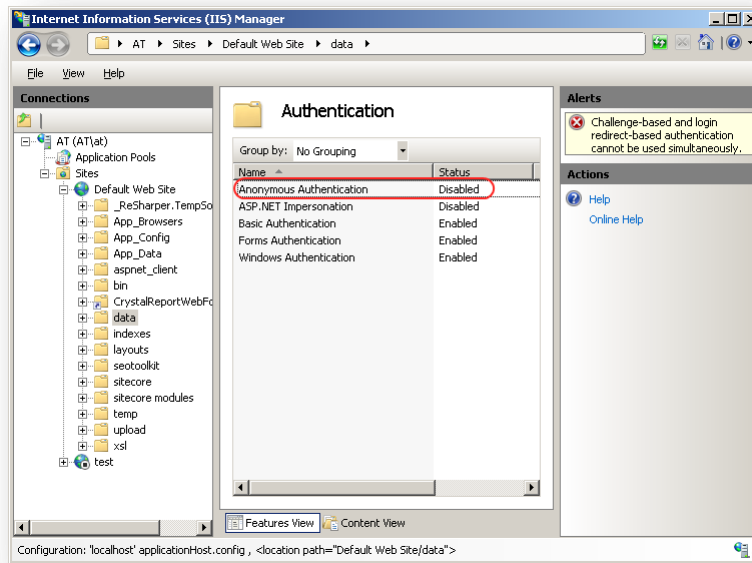 Internet Information Services (IIS) Manager
AT Sites Default Web Site data
File View Help
Connections
AT (AT\at)
Application Pools
Sites
Default Web Site
_ReSharper.TempSo
App_Browsers
App_Config
App_Data
aspnet_client
bin
CrystalReportWebFo
data
indexes
layouts
seotoolkit
sitecore
sitecore modules
temp
upload
xsl
test
Authentication
Group by: No Grouping
Name Status
Anonymous Authentication Disabled
ASP.NET Impersonation Disabled
Basic Authentication Enabled
Forms Authentication Enabled
Windows Authentication Enabled
Features View Content View
Alerts
Challenge-based and login
redirect-based authentication
cannot be used simultaneously.
Actions
Help
Online Help
Configuration: 'localhost' applicationHost.config , <location path="Default Web Site/data">